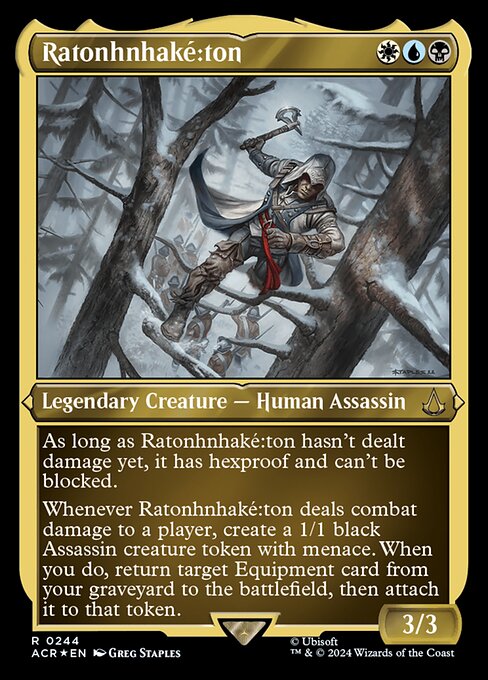 Ratonhnhaké:ton
STAPLES
Legendary Creature — Human Assassin
As long as Ratonhnhaké:ton hasn't dealt
damage yet, it has hexproof and can't be
blocked.
Whenever Ratonhnhaké:ton deals combat
damage to a player, create a 1/1 black
Assassin creature token with menace. When
you do, return target Equipment card from
your graveyard to the battlefield, then attach
it to that token.
3/3
R 0244
ACR★EN Greg Staples
© Ubisoft
™ & © 2024 Wizards of the Coast